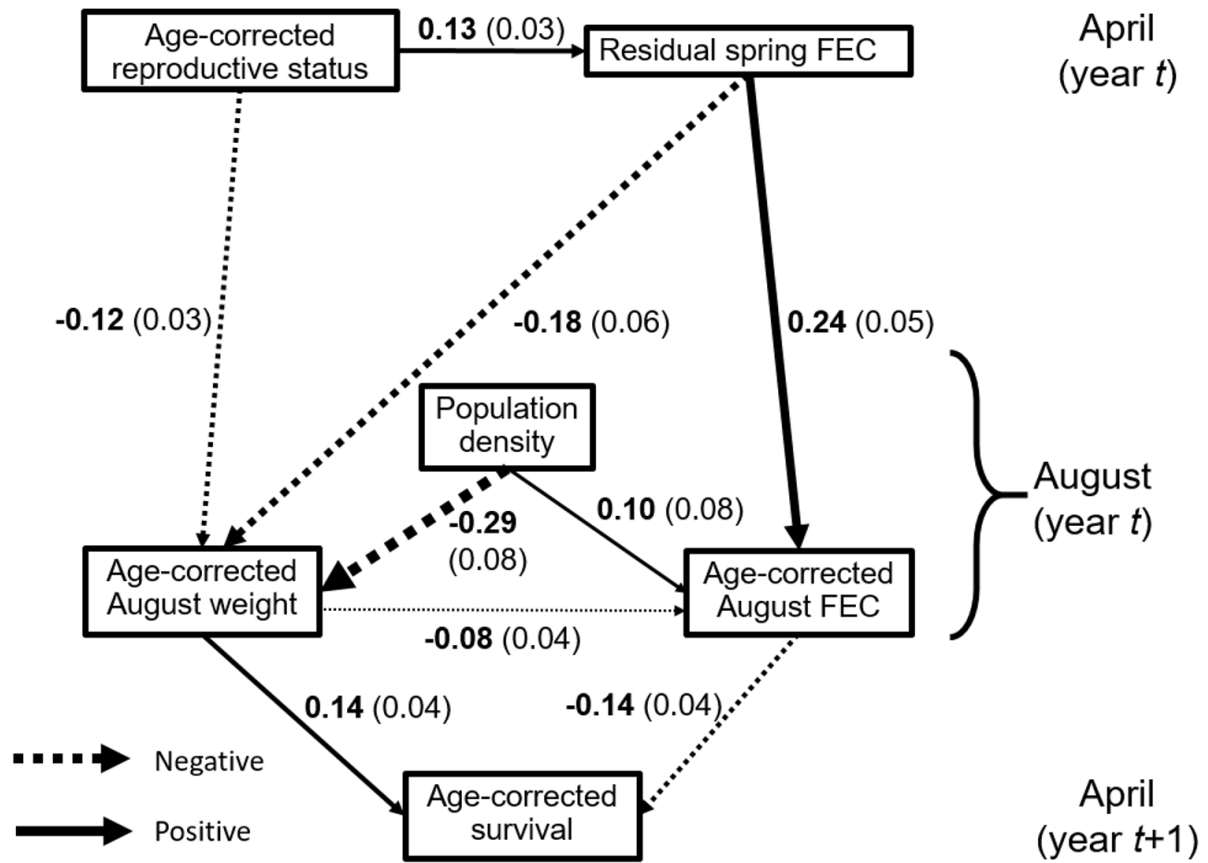 Age-corrected
reproductive status
0.13 (0.03)
Residual spring FEC
April
(year t)
-0.12 (0.03)
-0.18 (0.06)
0.24 (0.05)
Population
density
-0.29
(0.08)
0.10 (0.08)
August
(year t)
Age-corrected
August weight
Age-corrected
August FEC
-0.08 (0.04)
0.14 (0.04)
-0.14 (0.04)
Negative
Positive
Age-corrected
survival
April
(year t+1)